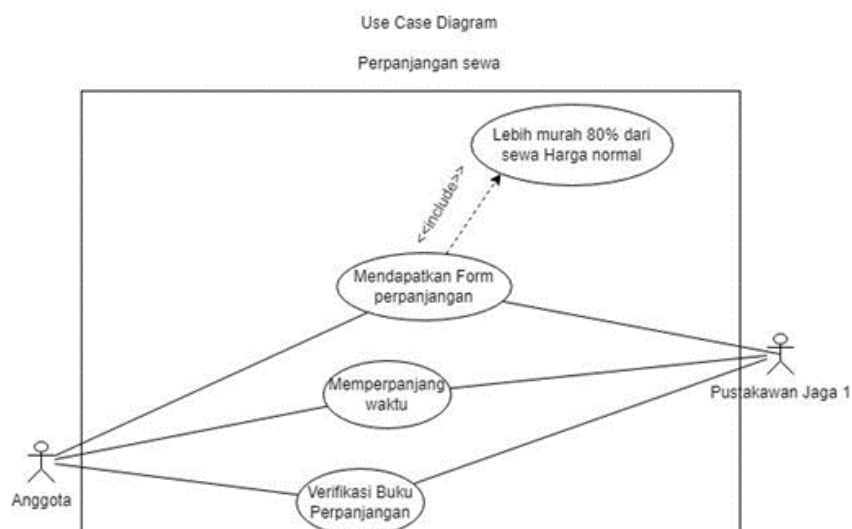 Use Case Diagram
Perpanjangan sewa
Lebih murah 80% dari
sewa Harga normal
<<include>>
Mendapatkan Form
perpanjangan
Memperpanjang
waktu
Pustakawan Jaga 1
Anggota
Verifikasi Buku
Perpanjangan